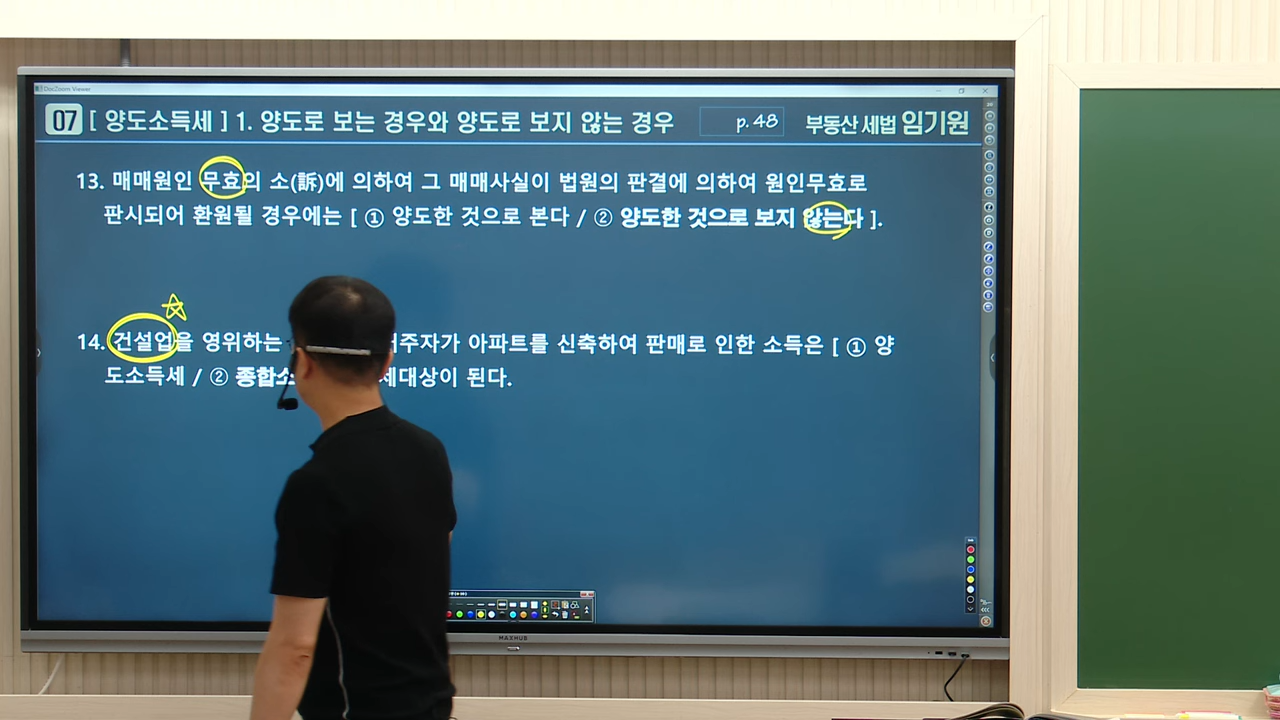 DocZoom Viewer
07 [ 양도소득세 ] 1. 양도로 보는 경우와 양도로 보지 않는 경우 p.48 부동산 세법 임기원
13. 매매원인 무효의 소(訴)에 의하여 그 매매사실이 법원의 판결에 의하여 원인무효로
판시되어 환원될 경우에는 [ ① 양도한 것으로 본다 / ② 양도한 것으로 보지 않는다 ].
14. 건설업을 영위하는 주자가 아파트를 신축하여 판매로 인한 소득은 [ ① 양
도소득세 / ② 종합소 세대상이 된다.
MAXHUB